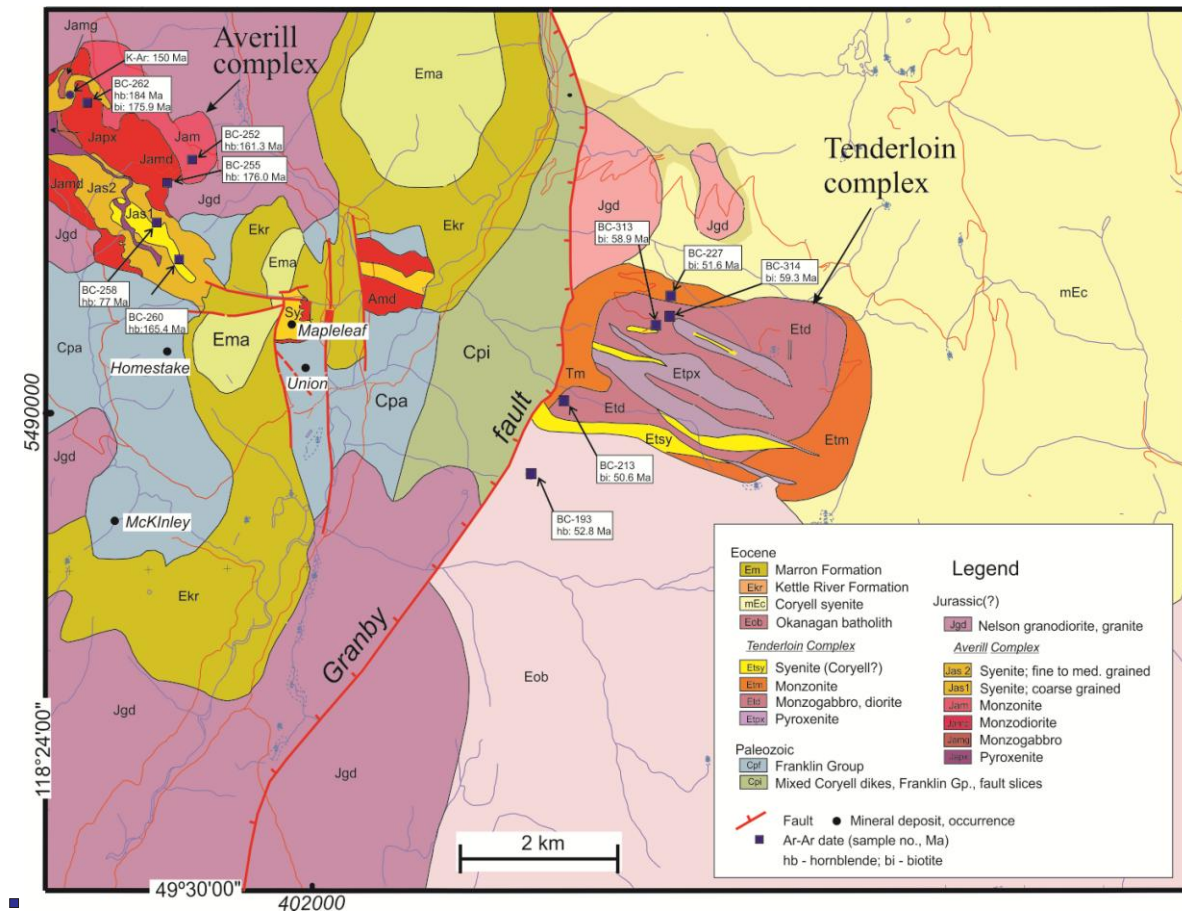 Jamg
Averill
complex
K-Ar: 150 Ma
BC-262
hb:184 Ma
bi: 175.9 Ma
Ema
Jam
BC-252
hb:161.3 Ma
Japx
Jamd
BC-255
hb: 176.0 Ma
Tenderloin
complex
Jamd
Jas2
Jgd
Jgd
Jas1
Ekr
Ekr
Jgd
BC-313
bi: 58.9 Ma
BC-227
bi: 51.6 Ma
BC-314
bi: 59.3 Ma
Jgd
Ema
mEc
BC-258
hb: 77 Ma
Amd
BC-260
hb:165.4 Ma
Sy
Mapleleaf
Etd
Cpa
Ema
Homestake
Cpi
Tm
Etpx
Union
Cpa
5490000
fault
Etd
Etsy
Etm
Jgd
BC-213
bi: 50.6 Ma
McKInley
BC-193
hb: 52.8 Ma
Ekr
Granby
Eob
Jgd
Jgd
118°24'00"
2 km
49°30'00"
402000
Legend
Eocene
Em Marron Formation
Ekr Kettle River Formation
mEc Coryell syenite
Eob Okanagan batholith
Tenderloin Complex
Etsy Syenite (Coryell?)
Etm Monzonite
Etd Monzogabbro, diorite
Etpx Pyroxenite
Paleozoic
Cpf Franklin Group
Cpi Mixed Coryell dikes, Franklin Gp., fault slices
Jurassic(?)
Jgd Nelson granodiorite, granite
Averill Complex
Jas 2 Syenite; fine to med. grained
Jas1 Syenite; coarse grained
Jam Monzonite
Monzodiorite
Jamg Monzogabbro
Japx Pyroxenite
Fault
Mineral deposit, occurrence
Ar-Ar date (sample no., Ma)
hb - hornblende; bi - biotite